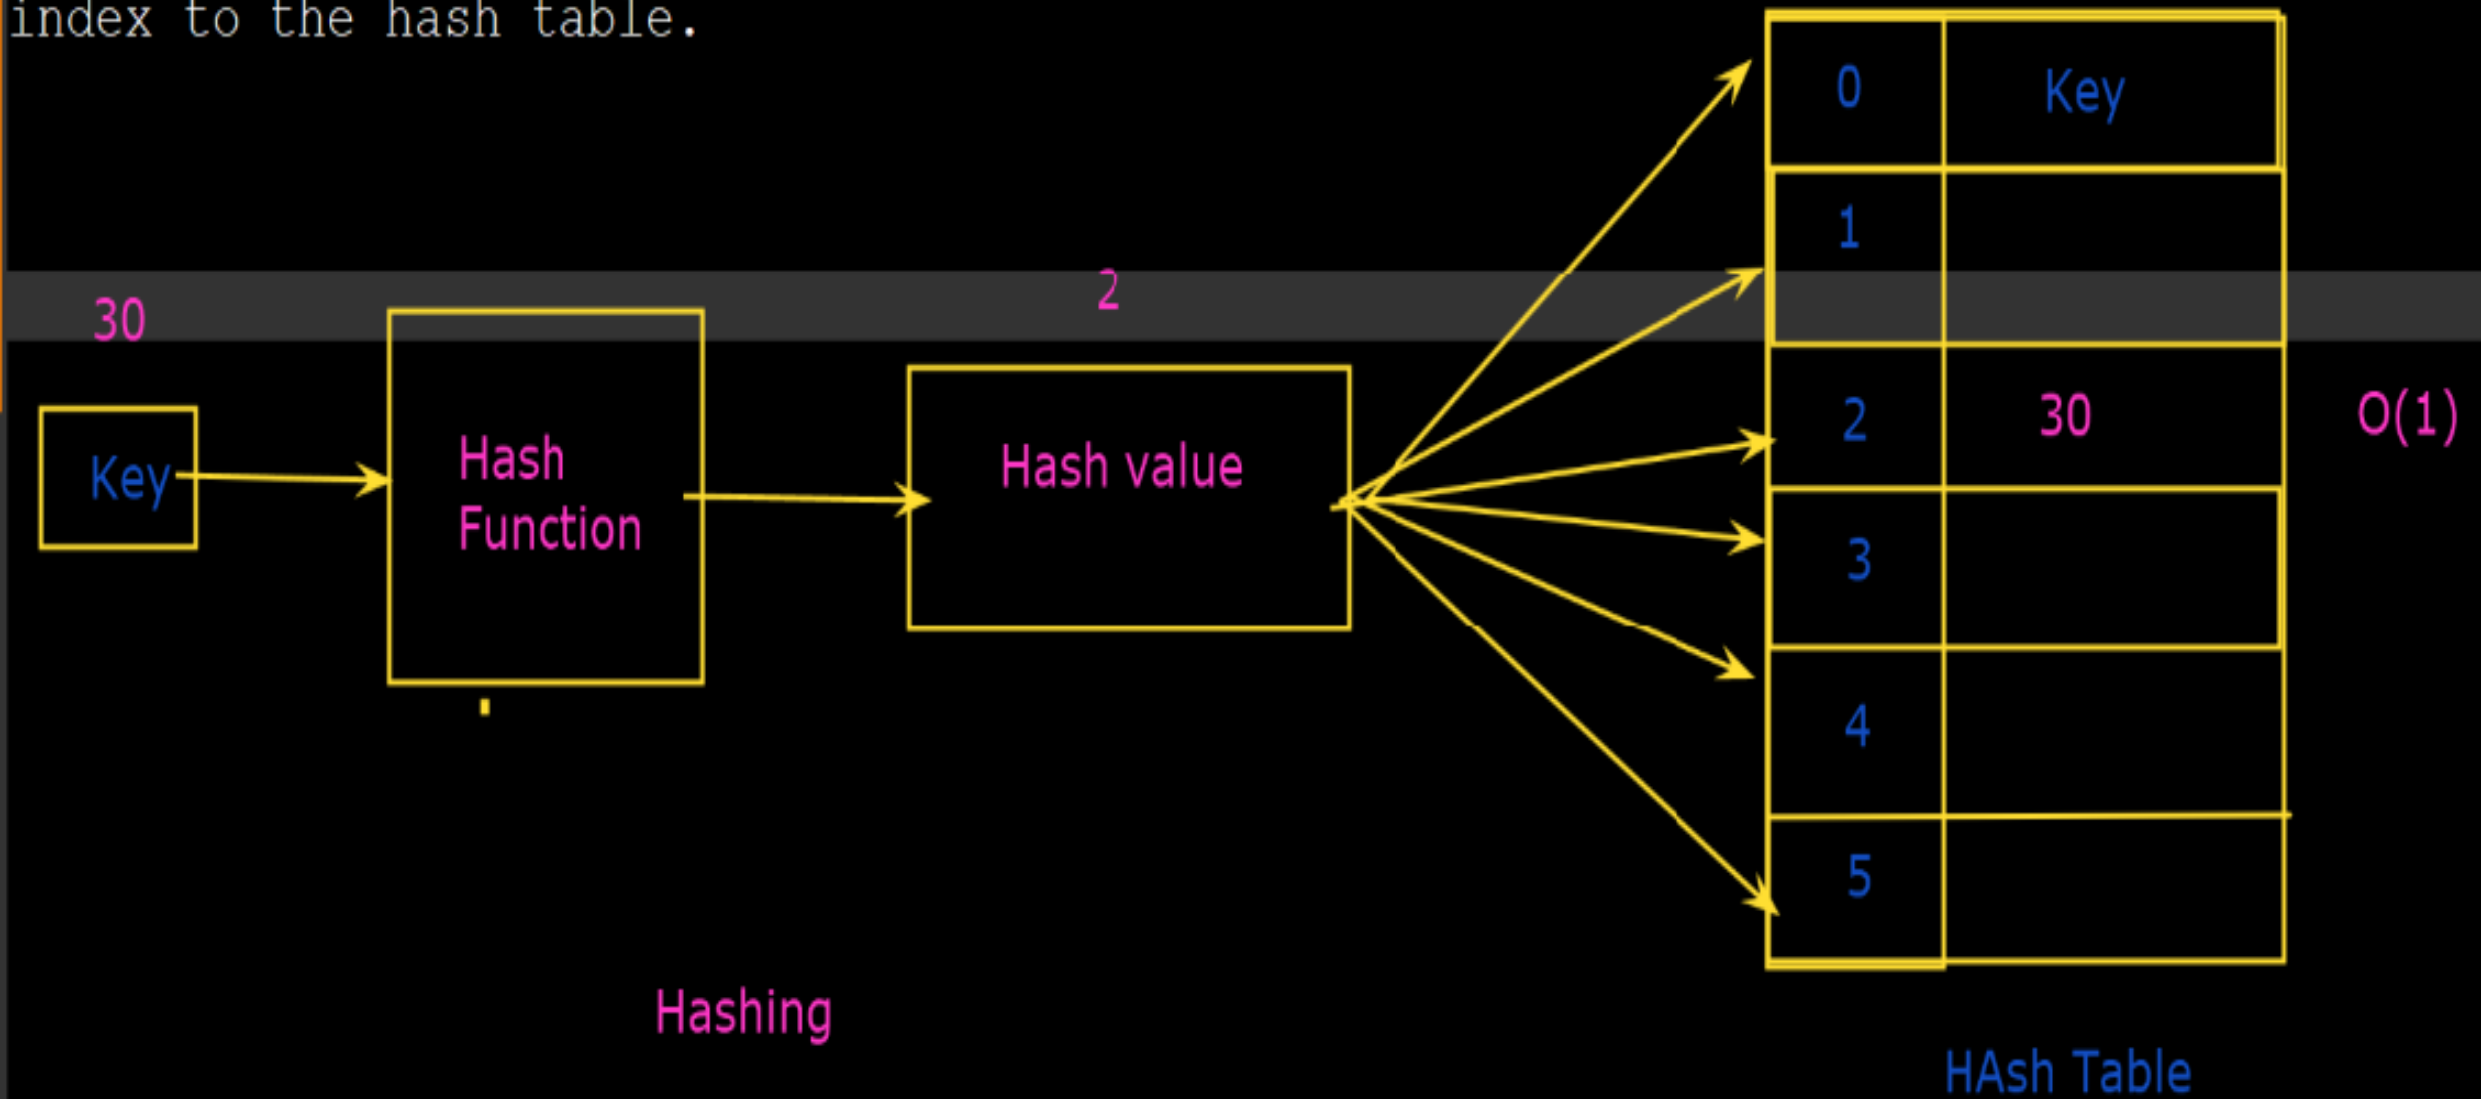 index to the hash table.
0 Key
1
30
2
2 30 O(1)
Key
Hash
Function
Hash value
3
4
5
Hashing
HAsh Table